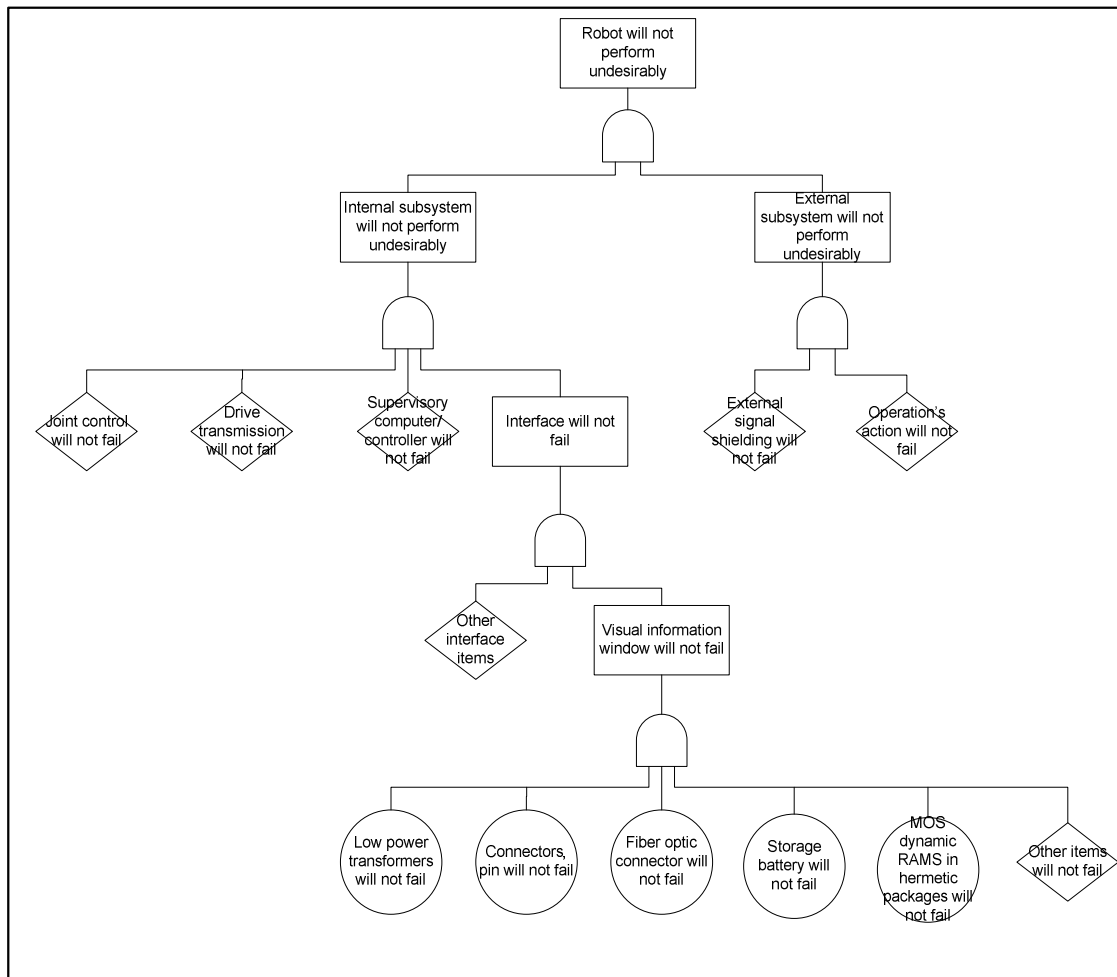 Robot will not
perform
undesirably
Internal subsystem
will not perform
undesirably
External
subsystem will not
perform
undesirably
Joint control
will not fail
Drive
transmission
will not fail
Supervisory
computer/
controller will
not fail
Interface will not
fail
External
signal
shielding will
not fail
Operation's
action will not
fail
Other
interface
items
Visual information
window will not fail
Low power
transformers
will not fail
Connectors,
pin will not fail
Fiber optic
connector will
not fail
Storage
battery will
not fail
MOS
dynamic
RAMS in
hermetic
packages will
not fail
Other items
will not fail